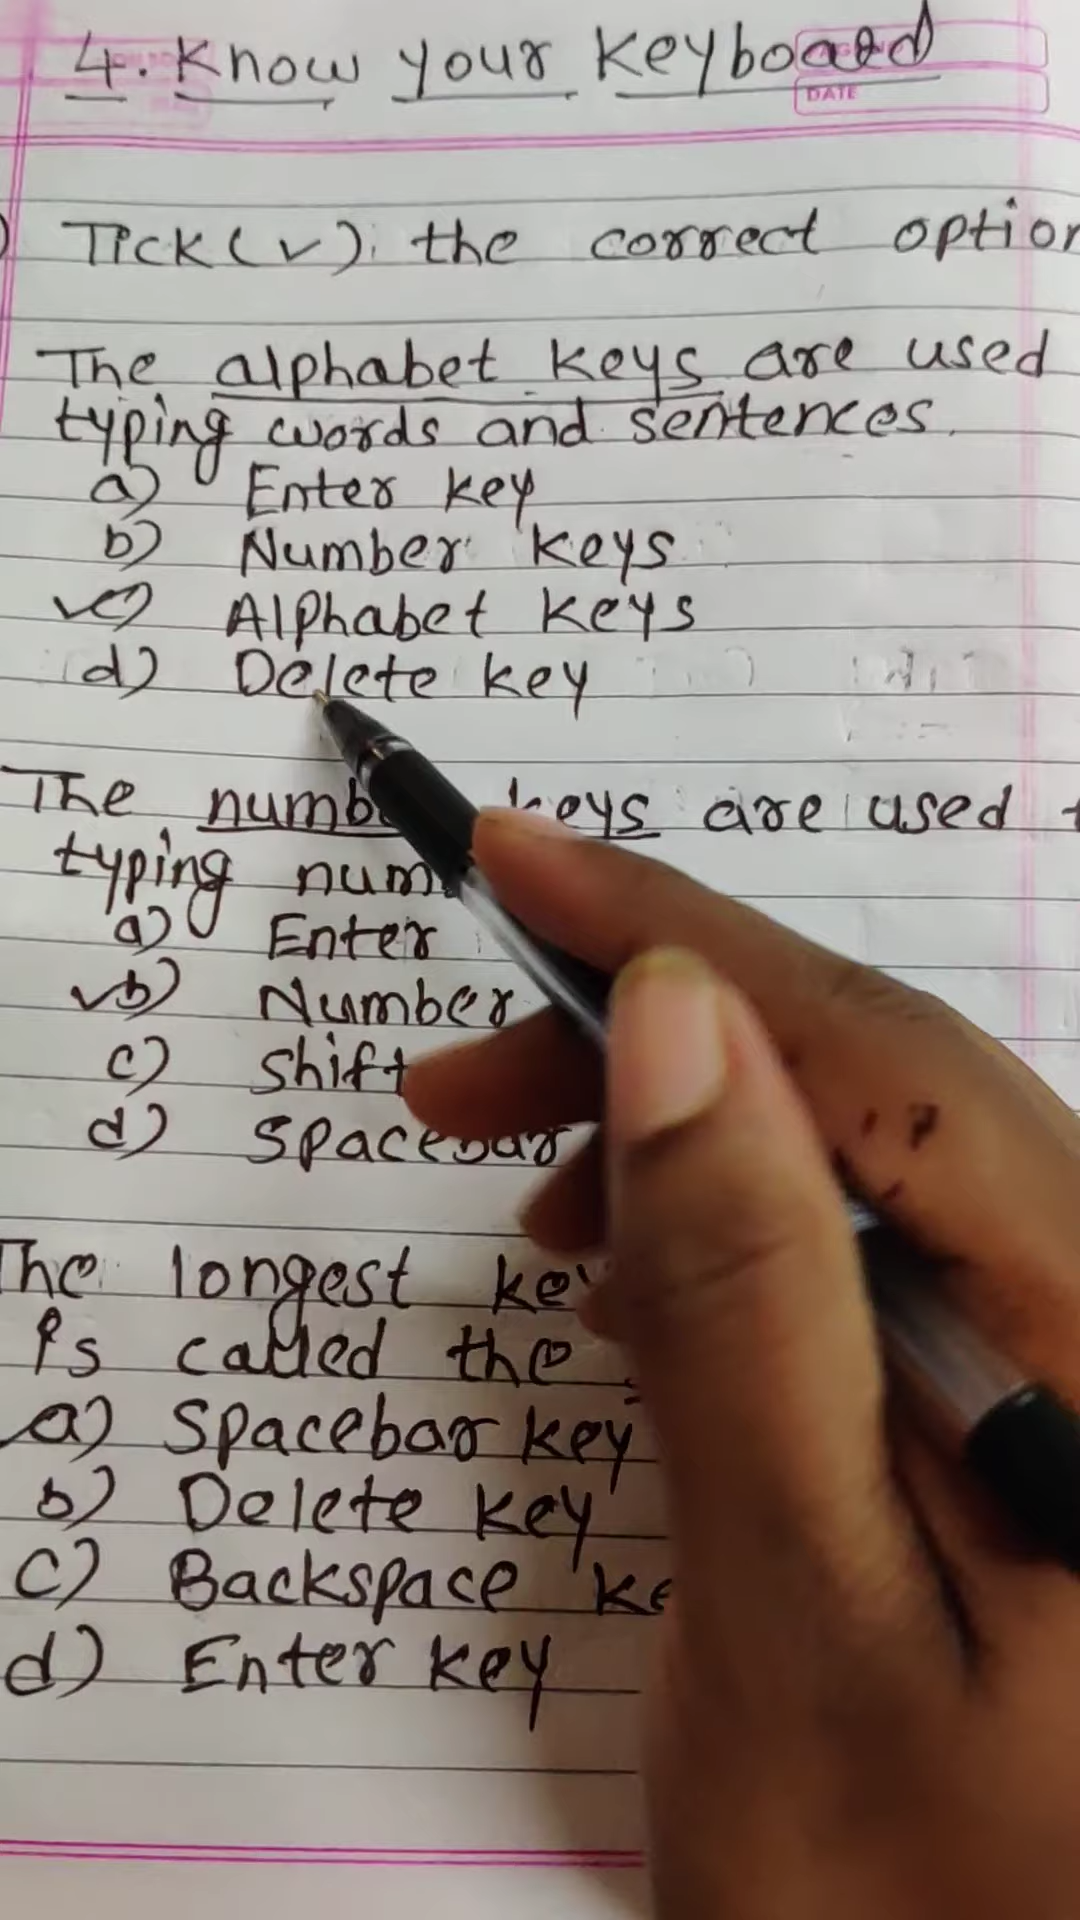 4. Know your Keyboard
DATE
Tick (✓) the correct option
The alphabet keys are used
typing words and sentences.
a) Enter key
b) Number keys
✓c) Alphabet keys
d) Delete key
The numb keys are used
typing num
a) Enter
✓b) Number
c) Shift
d) Spacebar
The longest key
is called the
✓a) Spacebar key
b) Delete key
c) Backspace ke
d) Enter key